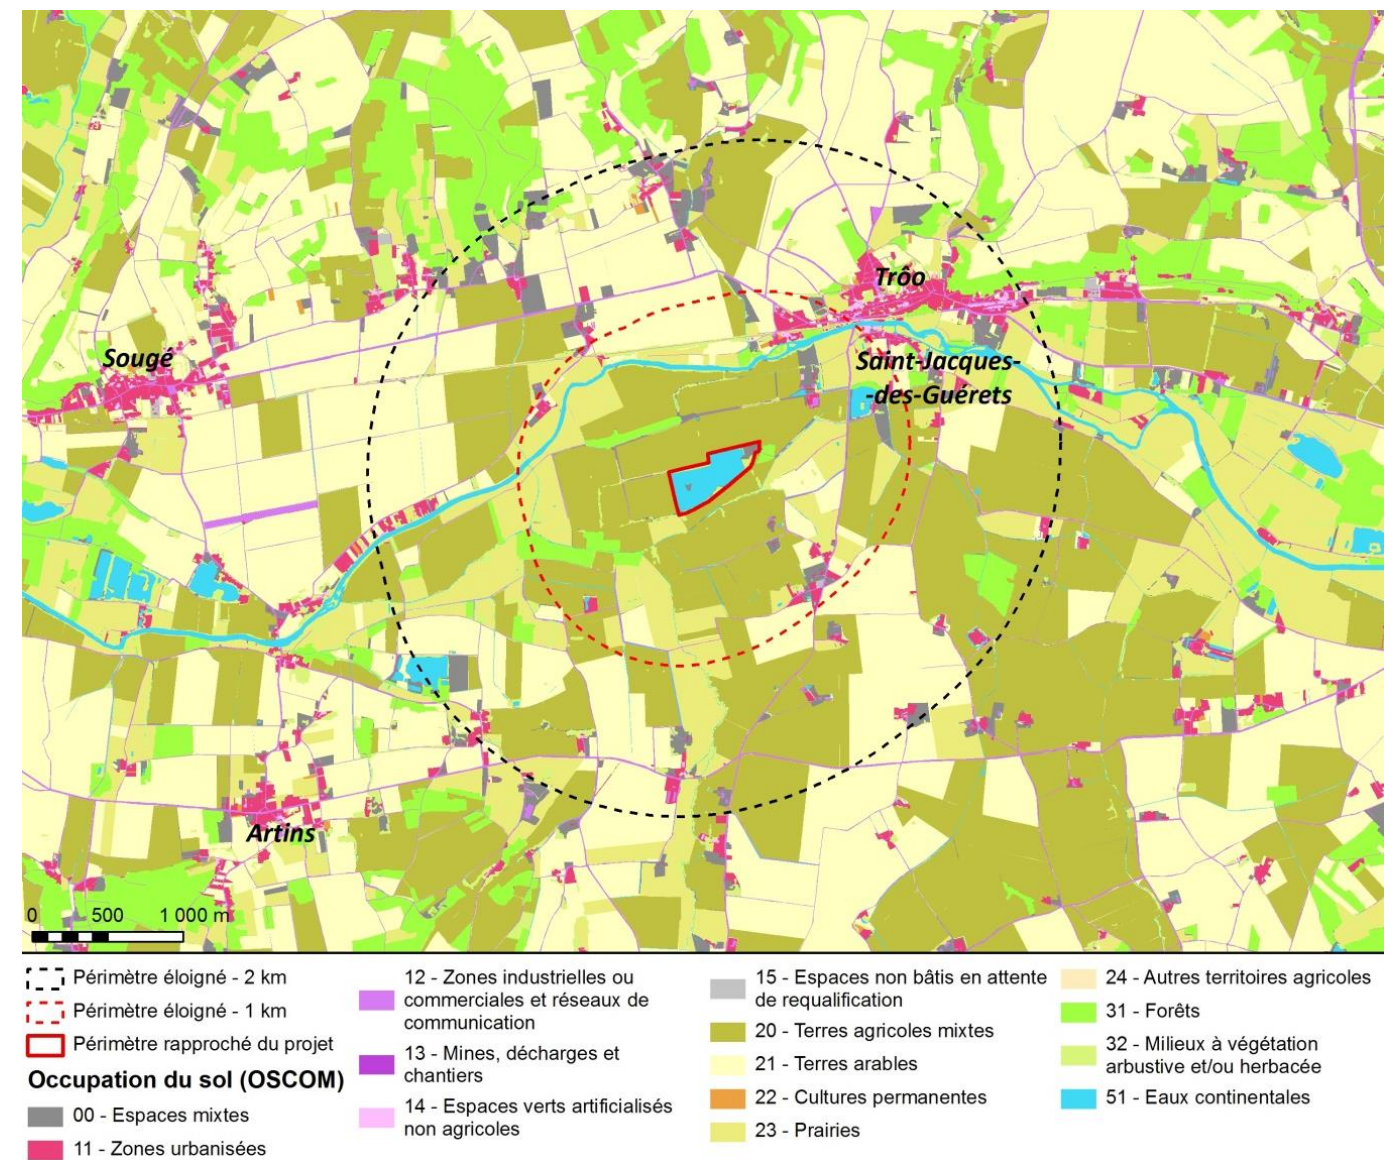 Trôo
Sougé
Saint-Jacques-
-des-Guérets
Artins
0 500 1 000 m
Périmètre éloigné - 2 km
Périmètre éloigné - 1 km
Périmètre rapproché du projet
Occupation du sol (OSCOM)
00 - Espaces mixtes
11 - Zones urbanisées
12 - Zones industrielles ou
commerciales et réseaux de
communication
13 - Mines, décharges et
chantiers
14 - Espaces verts artificialisés
non agricoles
15 - Espaces non bâtis en attente
de requalification
20 - Terres agricoles mixtes
21 - Terres arables
22 - Cultures permanentes
23 - Prairies
24 - Autres territoires agricoles
31 - Forêts
32 - Milieux à végétation
arbustive et/ou herbacée
51 - Eaux continentales